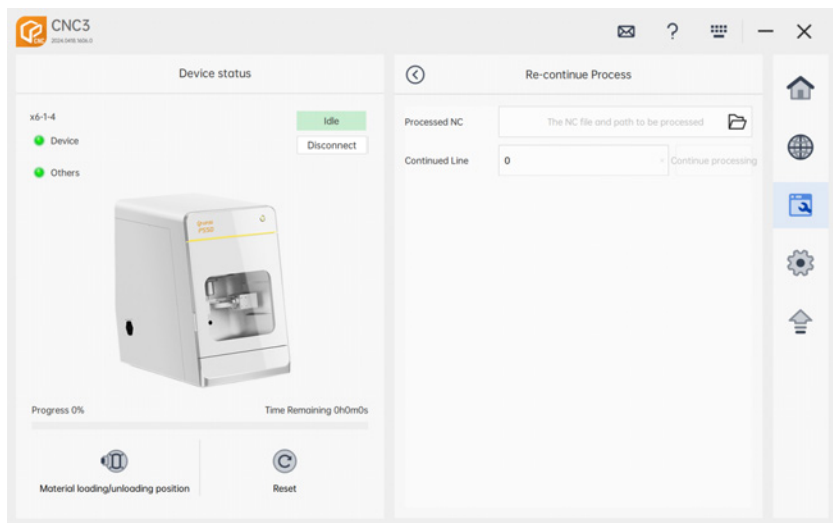 CNC3
Device status
Re-continue Process
x6-1-4
Idle
Processed NC
The NC file and path to be processed
Device
Disconnect
Continued Line
0
Continue processing
Others
Progress 0%
Time Remaining 0h0m0s
Material loading/unloading position
Reset